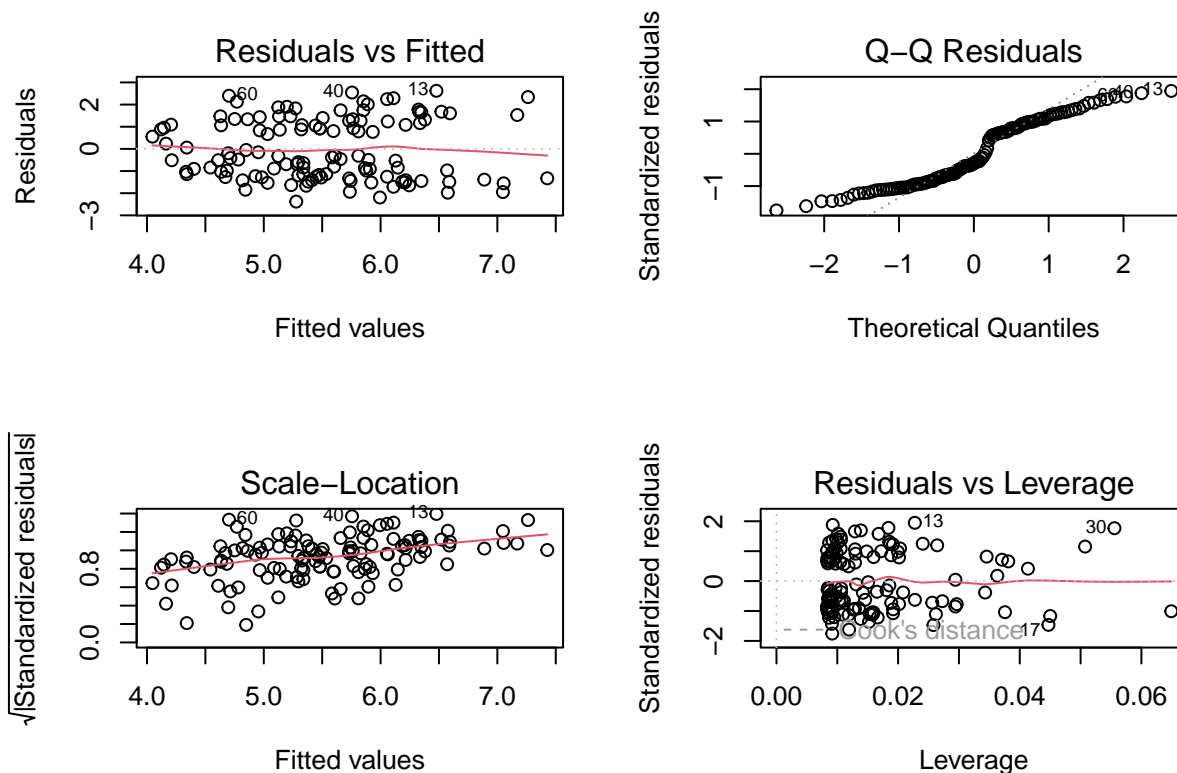 Residuals vs Fitted
Residuals
2
0
−3
60
40
13
4.0 5.0 6.0 7.0
Fitted values
Q−Q Residuals
Standardized residuals
1
−1
60
40
13
−2 −1 0 1 2
Theoretical Quantiles
Scale−Location
√|Standardized residuals|
0.8
0.0
60
40
13
4.0 5.0 6.0 7.0
Fitted values
Residuals vs Leverage
Standardized residuals
2
0
−2
13
30
17
Cook's distance
0.00 0.02 0.04 0.06
Leverage